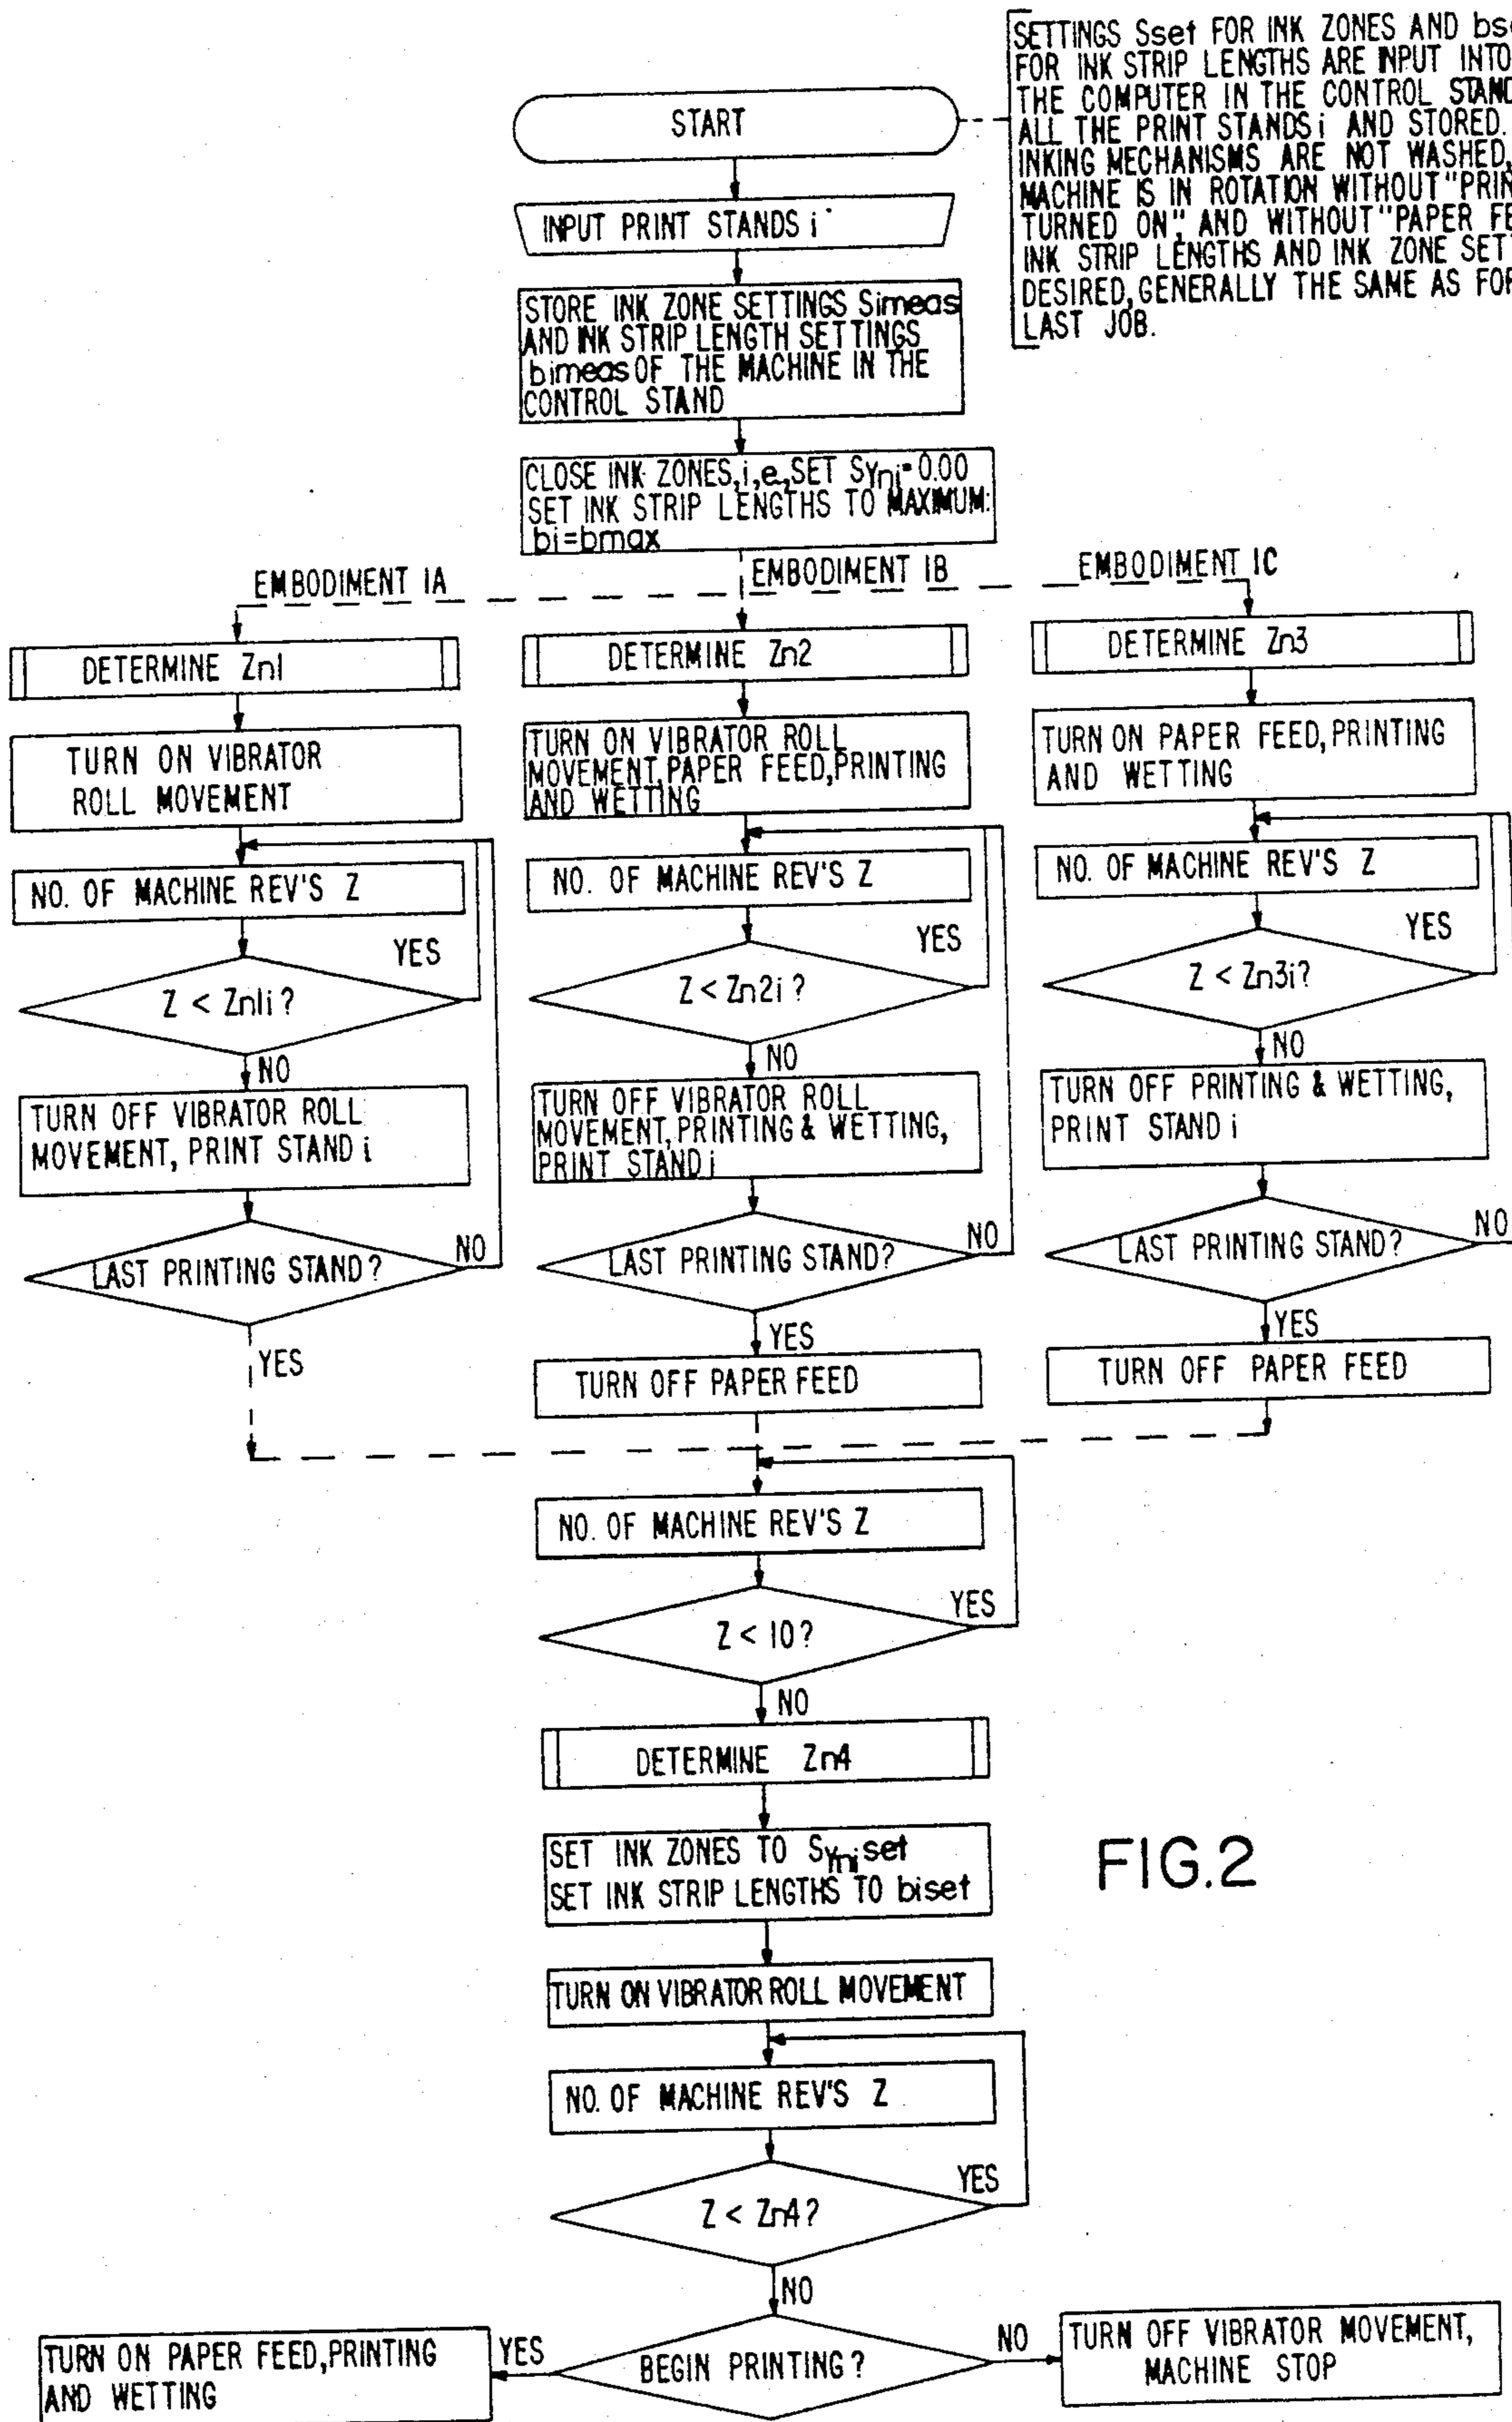 SETTINGS Sset FOR INK ZONES AND
FOR INK STRIP LENGTHS ARE INPUT INTO
THE COMPUTER IN THE CONTROL STAND
ALL THE PRINT STANDS i AND STORED.
INKING MECHANISMS ARE NOT WASHED,
MACHINE IS IN ROTATION WITHOUT
TURNED ON", AND WITHOUT "PAPER
INK STRIP LENGTHS AND INK ZONE
DESIRED, GENERALLY THE SAME AS FOR
LAST JOB.
START
INPUT PRINT STANDS i
STORE INK ZONE SETTINGS Simeas
AND INK STRIP LENGTH SETTINGS
bimeas OF THE MACHINE IN THE
CONTROL STAND
CLOSE INK ZONES, i,e, SET Syni=0.00
SET INK STRIP LENGTHS TO MAXIMUM:
bi=bmax
EMBODIMENT 1A
EMBODIMENT 1B
EMBODIMENT 1C
DETERMINE Zn1
TURN ON VIBRATOR
ROLL MOVEMENT
NO. OF MACHINE REV'S Z
YES
Z < Zn1i?
NO
TURN OFF VIBRATOR ROLL
MOVEMENT, PRINT STAND i
LAST PRINTING STAND?
NO
YES
DETERMINE Zn2
TURN ON VIBRATOR ROLL
MOVEMENT, PAPER FEED, PRINTING
AND WETTING
NO. OF MACHINE REV'S Z
YES
Z < Zn2i?
NO
TURN OFF VIBRATOR ROLL
MOVEMENT, PRINTING & WETTING,
PRINT STAND i
LAST PRINTING STAND?
NO
YES
TURN OFF PAPER FEED
DETERMINE Zn3
TURN ON PAPER FEED, PRINTING
AND WETTING
NO. OF MACHINE REV'S Z
YES
Z < Zn3i?
NO
TURN OFF PRINTING & WETTING,
PRINT STAND i
LAST PRINTING STAND?
NO
YES
TURN OFF PAPER FEED
NO. OF MACHINE REV'S Z
Z < 10?
YES
NO
DETERMINE Zn4
SET INK ZONES TO Syni set
SET INK STRIP LENGTHS TO biset
FIG.2
TURN ON VIBRATOR ROLL MOVEMENT
NO. OF MACHINE REV'S Z
YES
Z < Zn4?
NO
BEGIN PRINTING?
YES
TURN ON PAPER FEED, PRINTING
AND WETTING
NO
TURN OFF VIBRATOR MOVEMENT,
MACHINE STOP